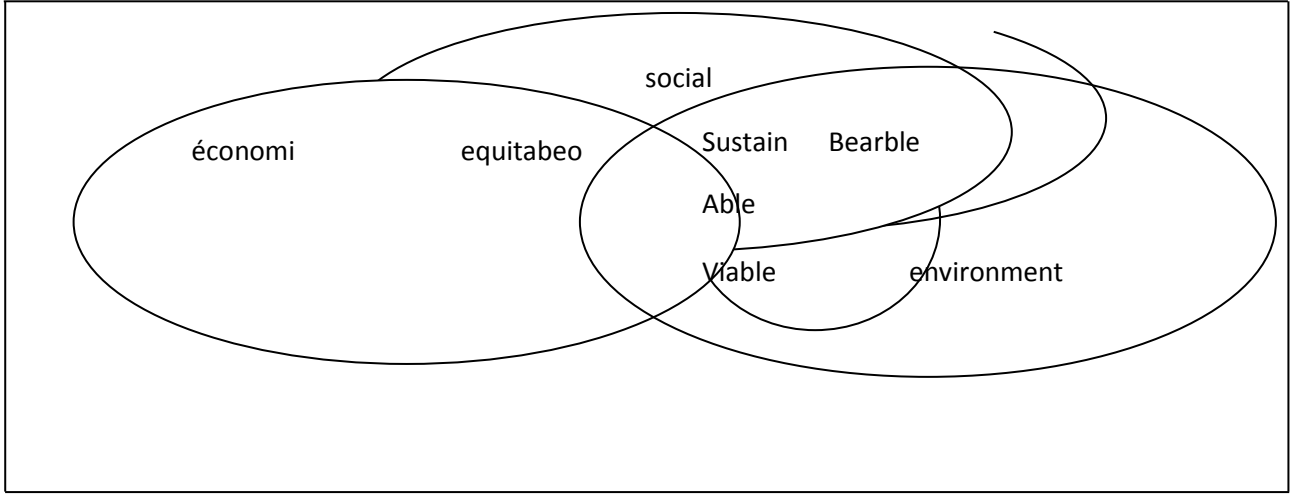 social
économi equitabeo Sustain Bearble
Able
Viable environment